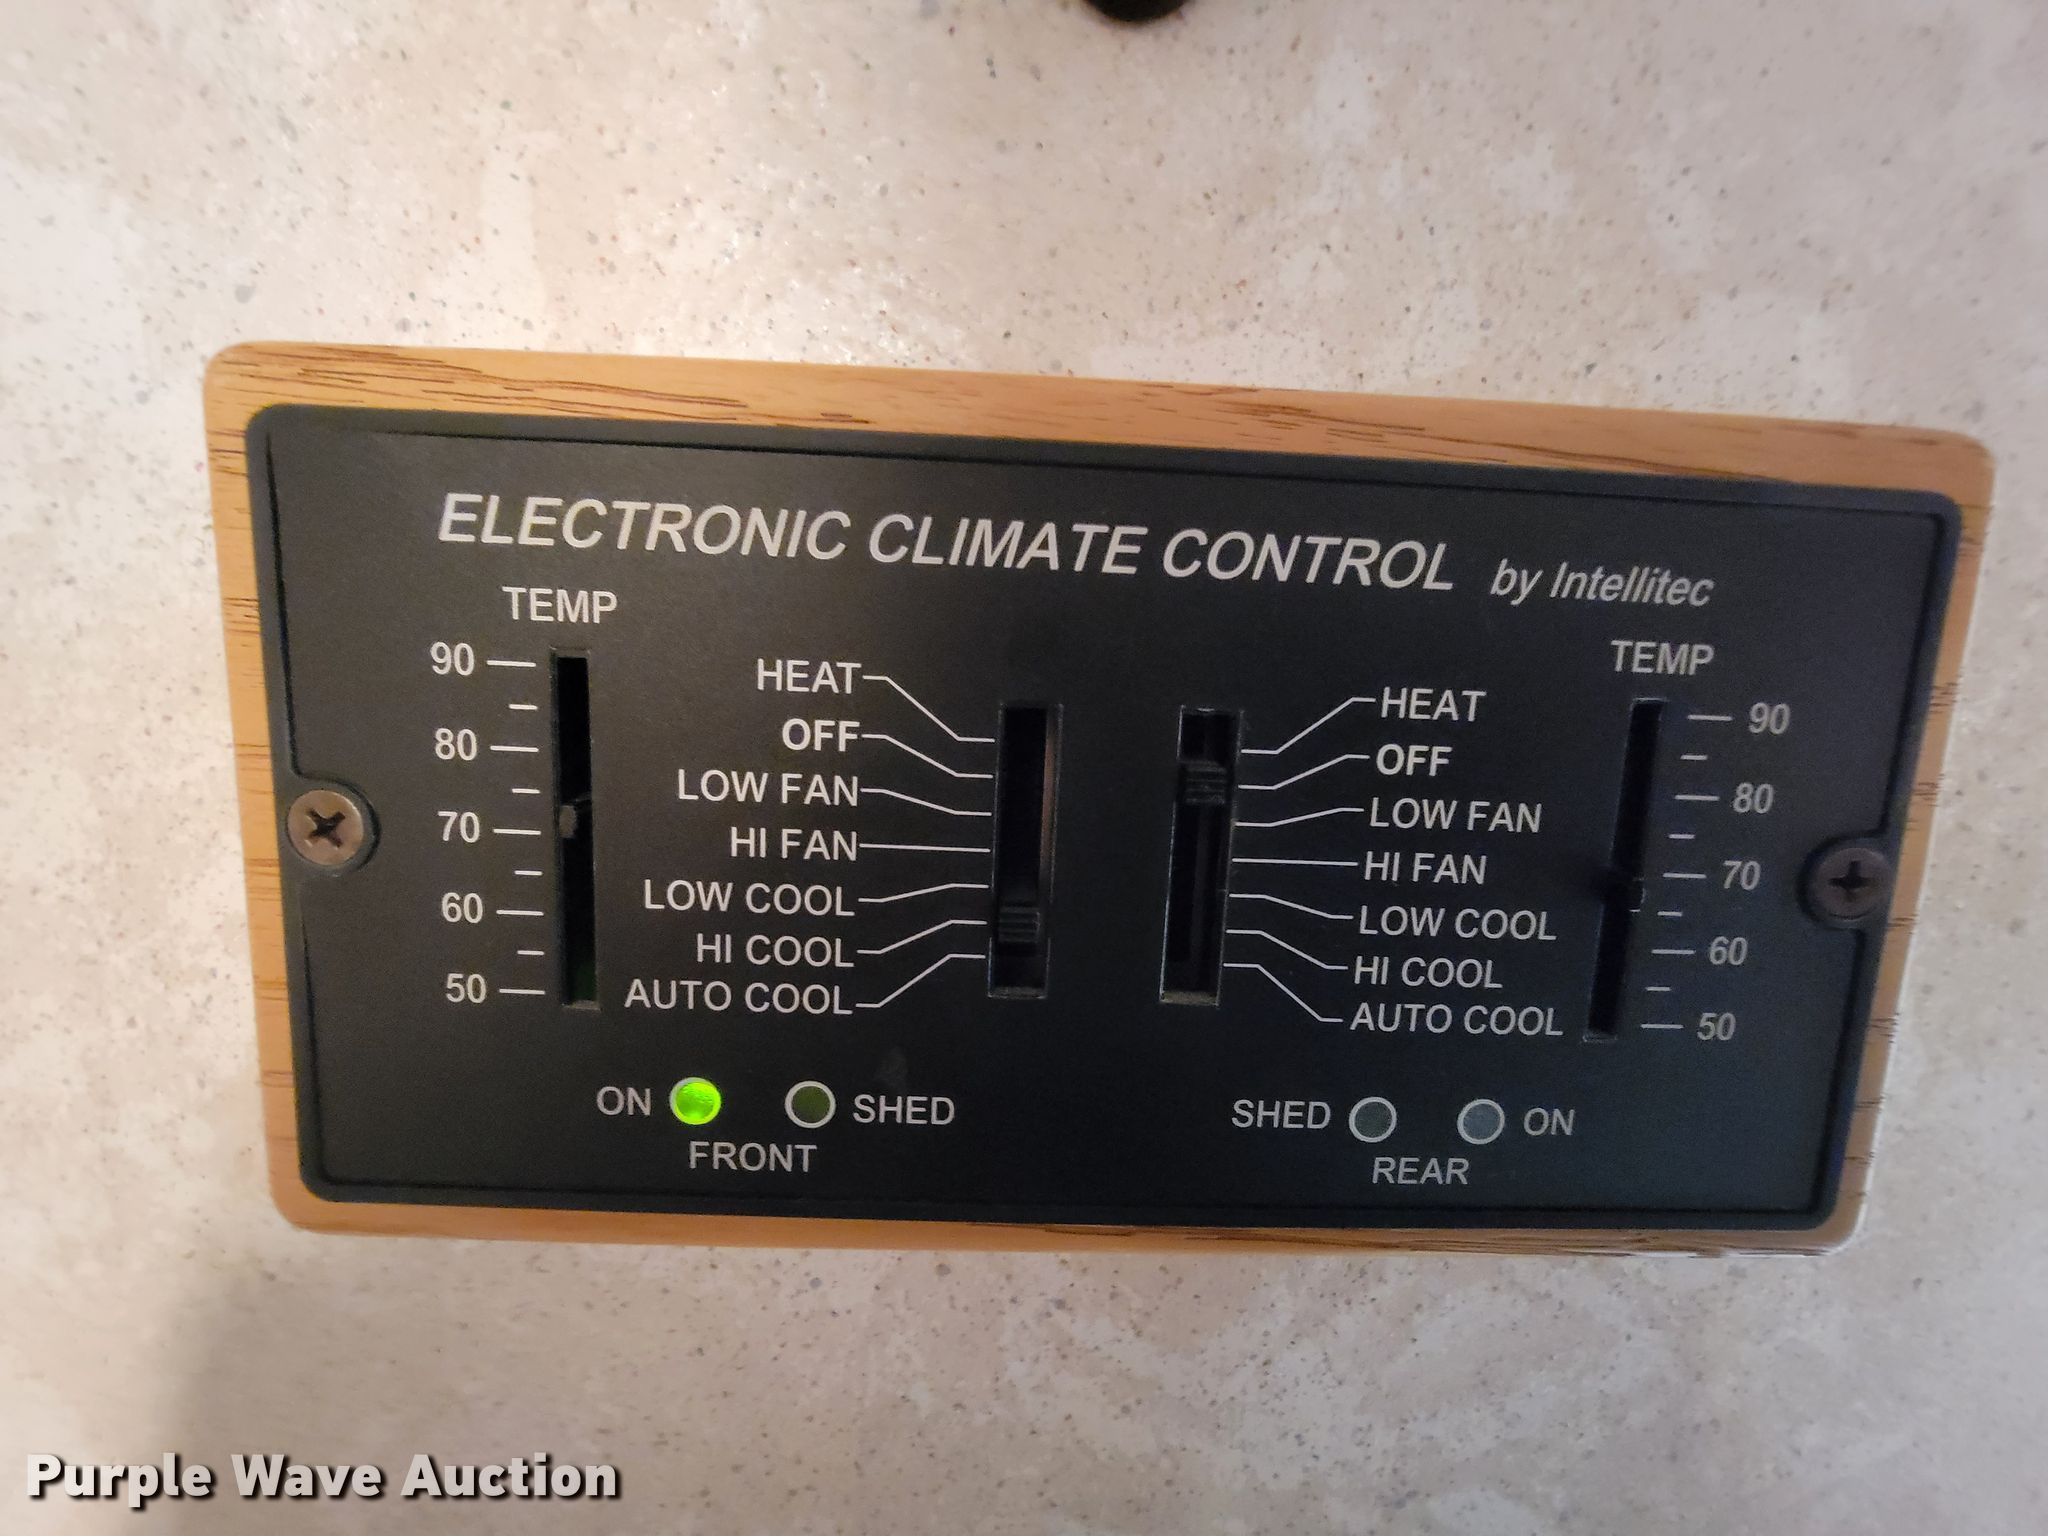 ELECTRONIC CLIMATE CONTROL by Intellitec
TEMP
90
80
70
60
50
HEAT
OFF
LOW FAN
HI FAN
LOW COOL
HI COOL
AUTO COOL
HEAT
OFF
LOW FAN
HI FAN
LOW COOL
HI COOL
AUTO COOL
TEMP
90
80
70
60
50
ON SHED
FRONT
SHED ON
REAR
Purple Wave Auction